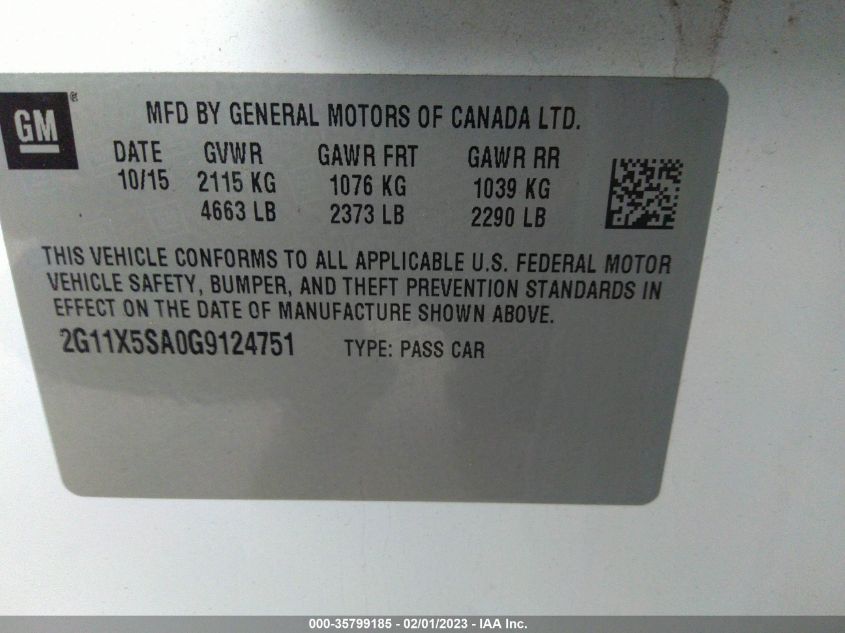 GM®
MFD BY GENERAL MOTORS OF CANADA LTD.
DATE GVWR GAWR FRT GAWR RR
10/15 2115 KG 1076 KG 1039 KG
4663 LB 2373 LB 2290 LB
THIS VEHICLE CONFORMS TO ALL APPLICABLE U.S. FEDERAL MOTOR
VEHICLE SAFETY, BUMPER, AND THEFT PREVENTION STANDARDS IN
EFFECT ON THE DATE OF MANUFACTURE SHOWN ABOVE.
2G11X5SA0G9124751 TYPE: PASS CAR
000-35799185 - 02/01/2023 - IAA Inc.